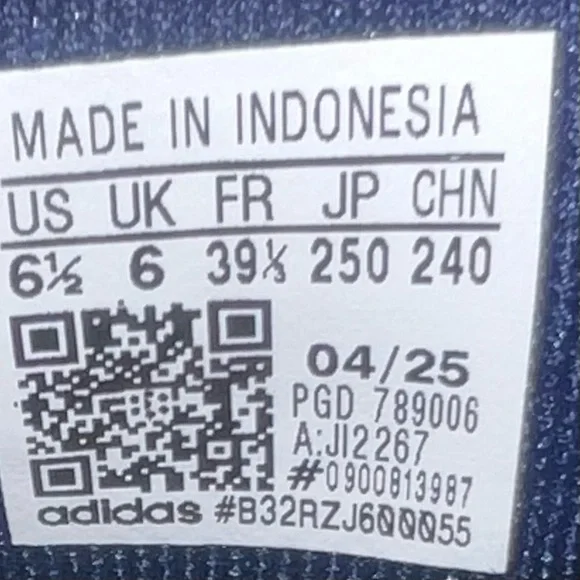 MADE IN INDONESIA
US UK FR JP CHN
6½ 6 39⅓ 250 240
04/25
PGD 789006
A:JI2267
#0900813987
adidas #B32RZJ600055